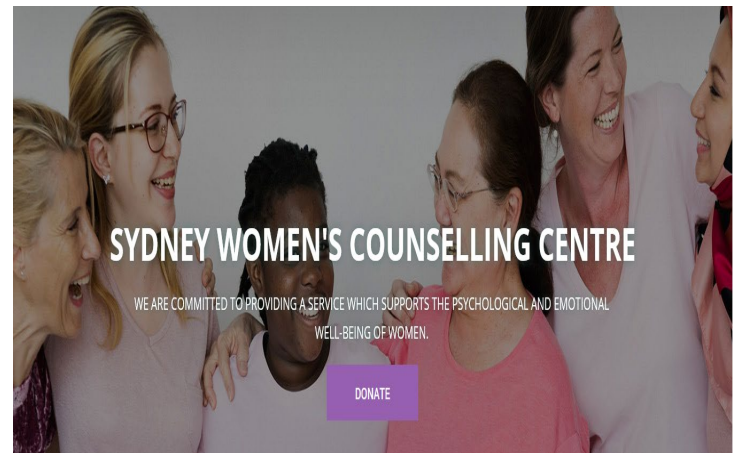 SYDNEY WOMEN'S COUNSELLING CENTRE
WE ARE COMMITTED TO PROVIDING A SERVICE WHICH SUPPORTS THE PSYCHOLOGICAL AND EMOTIONAL
WELL-BEING OF WOMEN.
DONATE